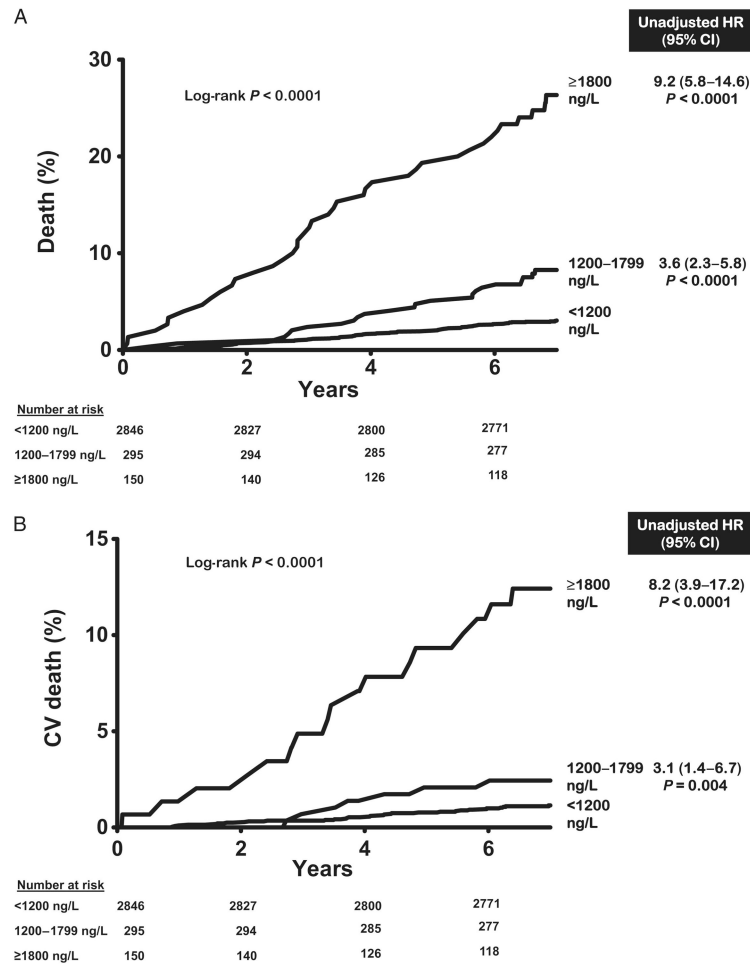 A
Unadjusted HR
(95% CI)
30
20
10
0
Death (%)
Log-rank P < 0.0001
≥1800
ng/L
9.2 (5.8–14.6)
P < 0.0001
1200–1799
ng/L
3.6 (2.3–5.8)
P < 0.0001
<1200
ng/L
0 2 4 6
Years
Number at risk
<1200 ng/L 2846 2827 2800 2771
1200–1799 ng/L 295 294 285 277
≥1800 ng/L 150 140 126 118
B
Unadjusted HR
(95% CI)
15
10
5
0
CV death (%)
Log-rank P < 0.0001
≥1800
ng/L
8.2 (3.9–17.2)
P < 0.0001
1200–1799
ng/L
3.1 (1.4–6.7)
P = 0.004
<1200
ng/L
0 2 4 6
Years
Number at risk
<1200 ng/L 2846 2827 2800 2771
1200–1799 ng/L 295 294 285 277
≥1800 ng/L 150 140 126 118